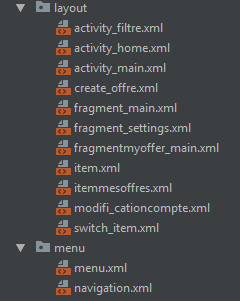 layout
activity_filtre.xml
activity_home.xml
activity_main.xml
create_offre.xml
fragment_main.xml
fragment_settings.xml
fragmentmyoffer_main.xml
item.xml
itemmesoffres.xml
modifi_cationcompte.xml
switch_item.xml
menu
menu.xml
navigation.xml